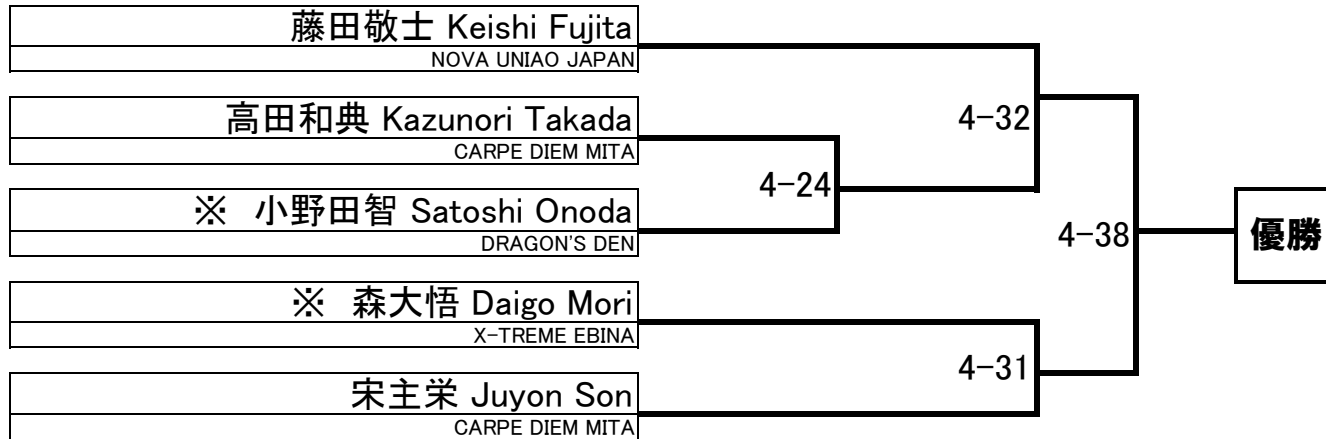 藤田敬士 Keishi Fujita
NOVA UNIAO JAPAN
高田和典 Kazunori Takada
CARPE DIEM MITA
4-32
4-24
※ 小野田智 Satoshi Onoda
DRAGON'S DEN
4-38
優勝
※ 森大悟 Daigo Mori
X-TREME EBINA
4-31
宋主栄 Juyon Son
CARPE DIEM MITA